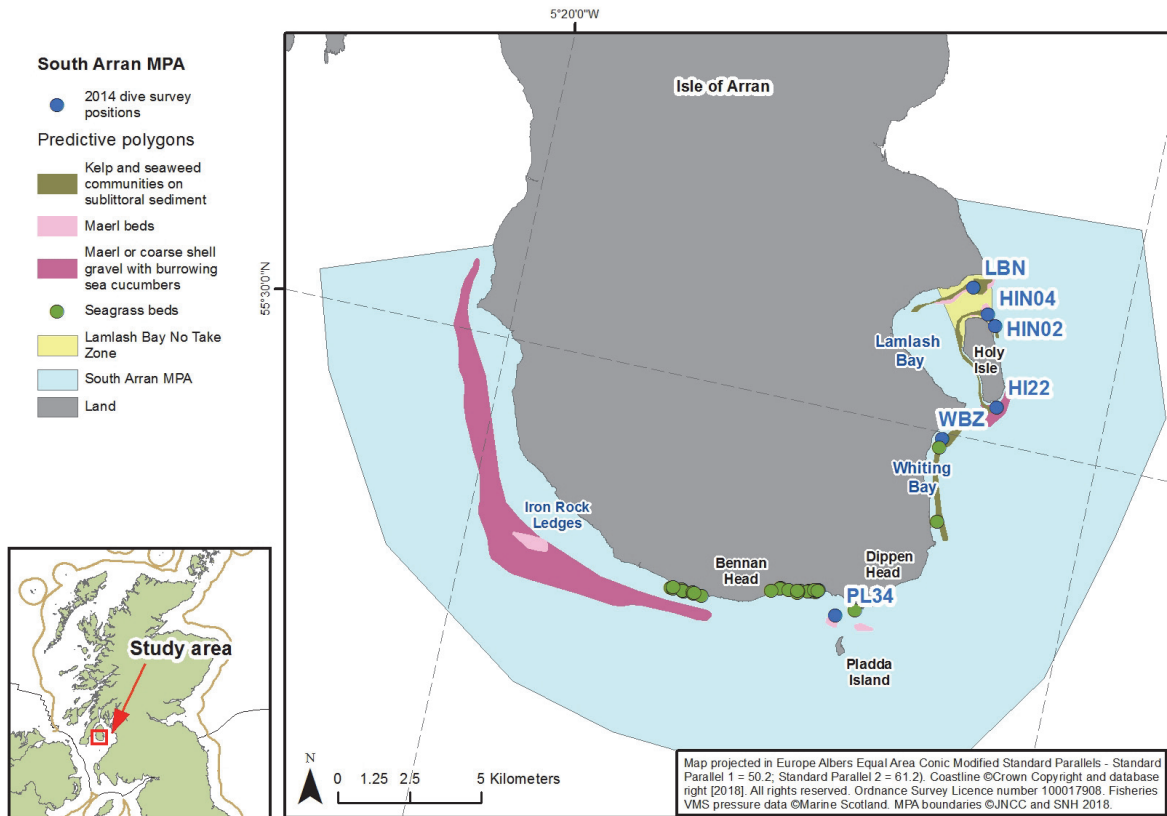 5°20'0"W
South Arran MPA
2014 dive survey
positions
Predictive polygons
Kelp and seaweed
communities on
sublittoral sediment
Maerl beds
Maerl or coarse shell
gravel with burrowing
sea cucumbers
Seagrass beds
Lamlash Bay No Take
Zone
South Arran MPA
Land
55°30'0"N
Isle of Arran
LBN
HIN04
HIN02
Lamlash
Bay
Holy
Isle
HI22
WBZ
Whiting
Bay
Iron Rock
Ledges
Bennan
Head
Dippen
Head
PL34
Pladda
Island
Study area
N
0 1.25 2.5 5 Kilometers
Map projected in Europe Albers Equal Area Conic Modified Standard Parallels - Standard
Parallel 1 = 50.2; Standard Parallel 2 = 61.2). Coastline ©Crown Copyright and database
right [2018]. All rights reserved. Ordnance Survey Licence number 100017908. Fisheries
VMS pressure data ©Marine Scotland. MPA boundaries ©JNCC and SNH 2018.